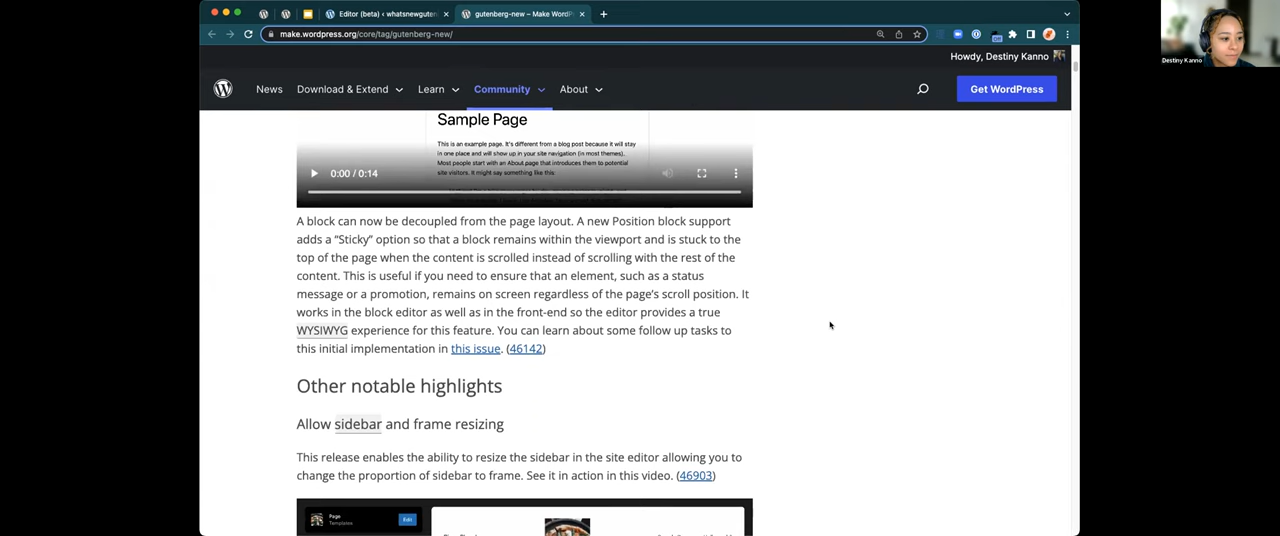 Editor (beta) ‹ whatsnewguten
gutenberg-new – Make WordPr
make.wordpress.org/core/tag/gutenberg-new/
Off
Destiny Kanno
Howdy, Destiny Kanno
News
Download & Extend
Learn
Community
About
Get WordPress
Sample Page
This is an example page. It's different from a blog post because it will stay
in one place and will show up in your site navigation (in most themes).
Most people start with an About page that introduces them to potential
site visitors. It might say something like this:
0:00 / 0:14
A block can now be decoupled from the page layout. A new Position block support
adds a “Sticky” option so that a block remains within the viewport and is stuck to the
top of the page when the content is scrolled instead of scrolling with the rest of the
content. This is useful if you need to ensure that an element, such as a status
message or a promotion, remains on screen regardless of the page’s scroll position. It
works in the block editor as well as in the front-end so the editor provides a true
WYSIWYG experience for this feature. You can learn about some follow up tasks to
this initial implementation in this issue. (46142)
Other notable highlights
Allow sidebar and frame resizing
This release enables the ability to resize the sidebar in the site editor allowing you to
change the proportion of sidebar to frame. See it in action in this video. (46903)
Page
Templates
Edit